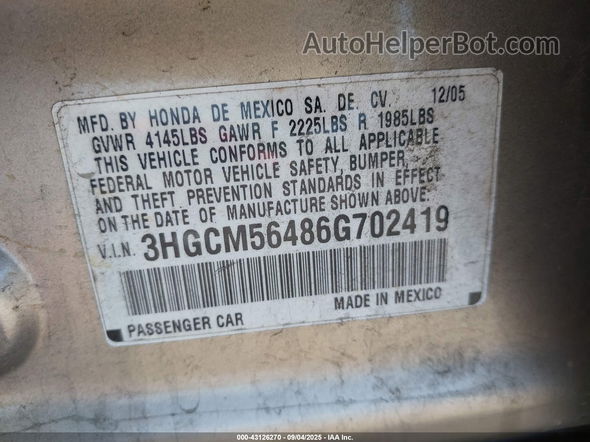 AutoHelperBot.com
MFD. BY HONDA DE MEXICO SA. DE. CV. 12/05
GVWR 4145LBS GAWR F 2225LBS R 1985LBS
THIS VEHICLE CONFORMS TO ALL APPLICABLE
FEDERAL MOTOR VEHICLE SAFETY, BUMPER,
AND THEFT PREVENTION STANDARDS IN EFFECT
ON THE DATE OF MANUFACTURE SHOWN ABOVE.
V.I.N. 3HGCM56486G702419
PASSENGER CAR MADE IN MEXICO
000-43126270 - 09/04/2025 - IAA Inc.